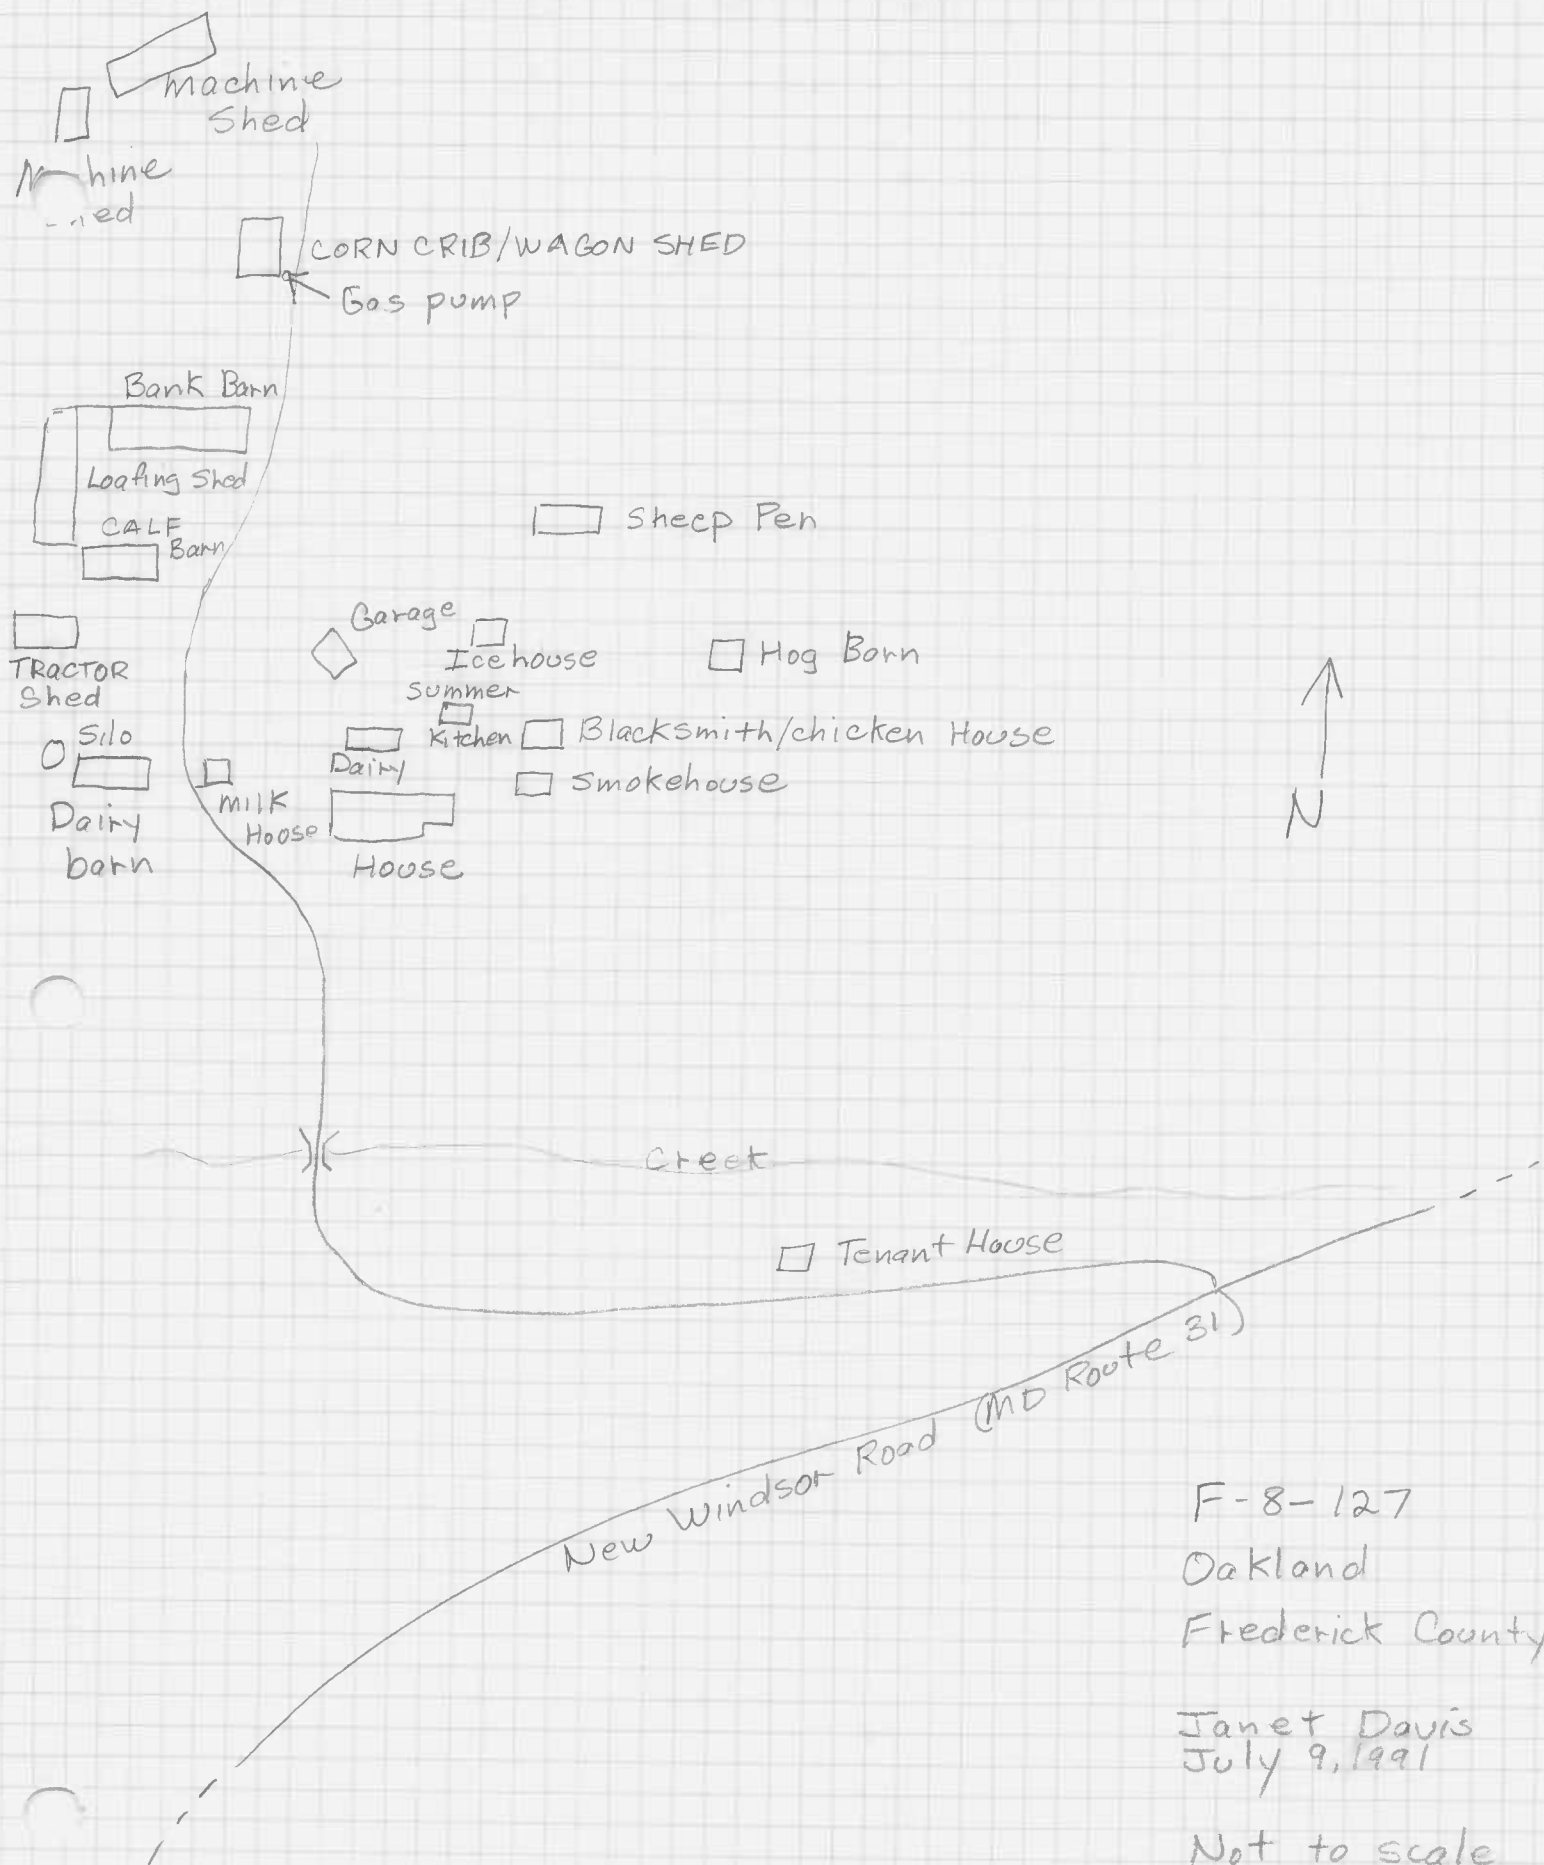 Machine
Shed
hine
ed
CORN CRIB/WAGON SHED
Gas pump
Bank Barn
Loafing Shed
CALF
Barn
Sheep Pen
Garage
Icehouse
Hog Barn
TRACTOR
Shed
Summer
Kitchen
Blacksmith/chicken House
Silo
Dairy
Smokehouse
Milk
House
Dairy
barn
House
N
Creek
Tenant House
New Windsor Road (MD Route 31)
F-8-127
Oakland
Frederick County
Janet Davis
July 9, 1991
Not to scale